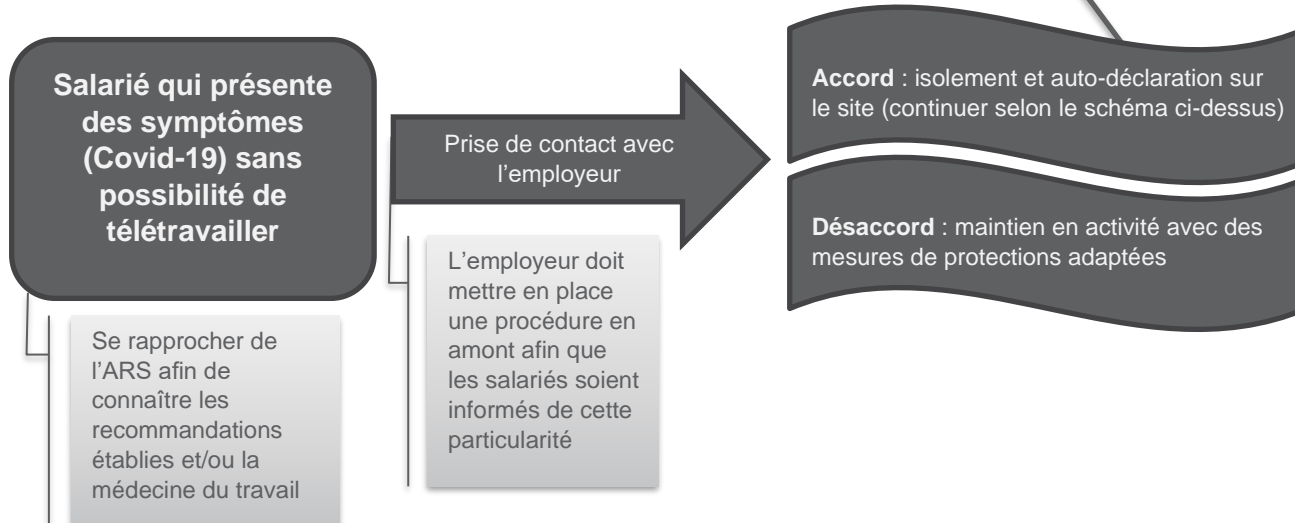 Salarié qui présente
des symptômes
(Covid-19) sans
possibilité de
télétravailler
Se rapprocher de
l’ARS afin de
connaître les
recommandations
établies et/ou la
médecine du travail
Prise de contact avec
l’employeur
L’employeur doit
mettre en place
une procédure en
amont afin que
les salariés soient
informés de cette
particularité
Accord : isolement et auto-déclaration sur
le site (continuer selon le schéma ci-dessus)
Désaccord : maintien en activité avec des
mesures de protections adaptées